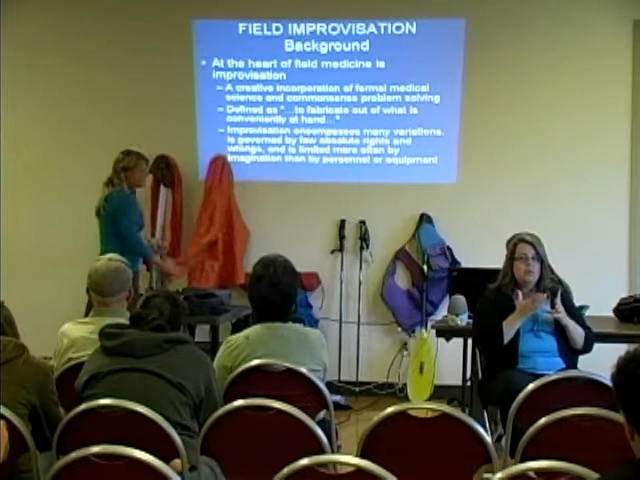 FIELD IMPROVISATION
Background
• At the heart of field medicine is
improvisation
– A creative incorporation of formal medical
science and commonsense problem solving
– Defined as "…to fabricate out of what is
conveniently at hand…"
– Improvisation encompasses many variations,
is governed by few absolute rights and
wrongs, and is limited more often by
imagination than by personnel or equipment